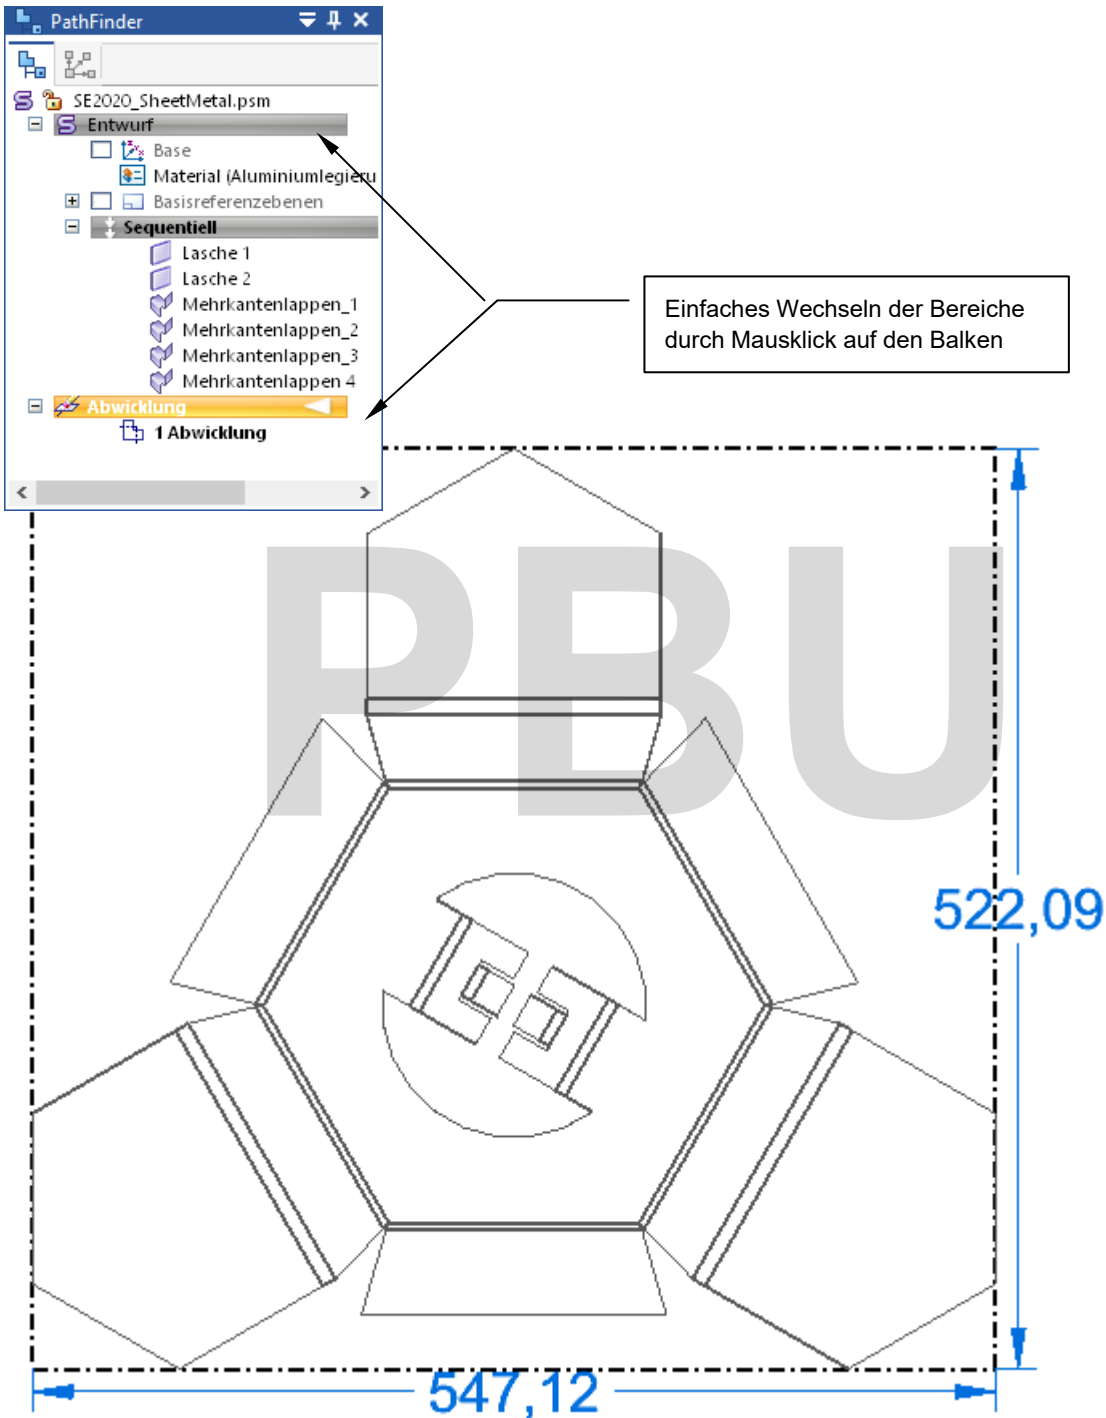 PathFinder
SE2020_SheetMetal.psm
Entwurf
Base
Material (Aluminiumlegieru
Basisreferenzebenen
Sequentiell
Lasche 1
Lasche 2
Mehrkantenlappen_1
Mehrkantenlappen_2
Mehrkantenlappen_3
Mehrkantenlappen 4
Abwicklung
1 Abwicklung
Einfaches Wechseln der Bereiche
durch Mausklick auf den Balken
PBU
522,09
547,12